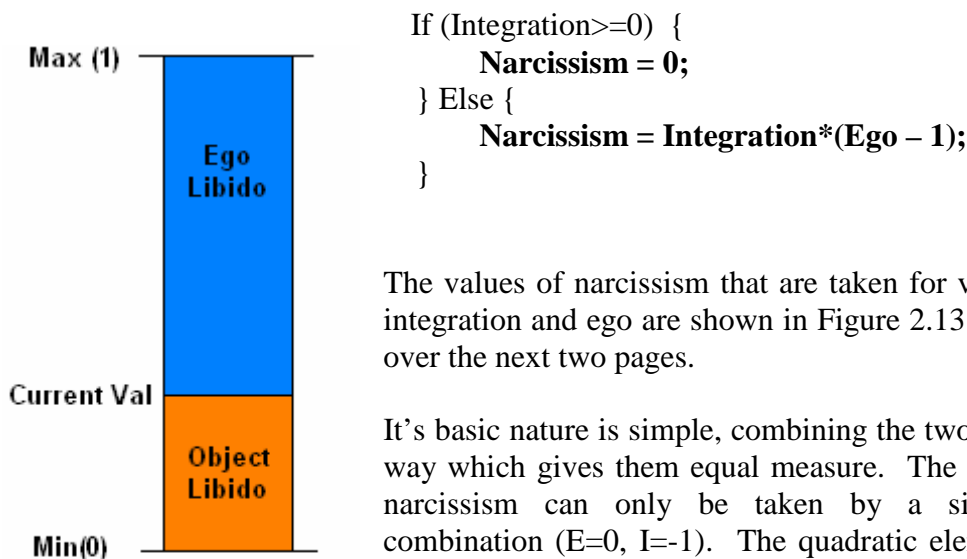 Max (1)
Ego
Libido
Current Val
Object
Libido
Min(0)
If (Integration>=0) {
Narcissism = 0;
} Else {
Narcissism = Integration*(Ego – 1);
}
The values of narcissism that are taken for
integration and ego are shown in Figure 2.13
over the next two pages.
It's basic nature is simple, combining the two
way which gives them equal measure. The
narcissism can only be taken by a
combination (E=0, I=-1). The quadratic